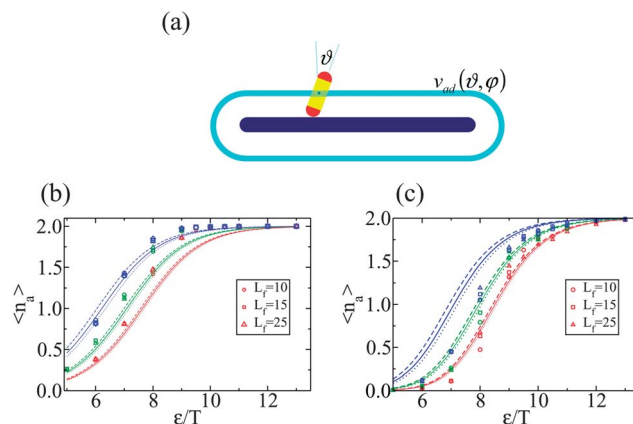 (a)
ϑ
v_ad(ϑ,φ)
(b)
(c)
2.0
1.5
1.0
0.5
0.0
<n_a>
6 8 10 12
ε/T
L_f=10
L_f=15
L_f=25
2.0
1.5
1.0
0.5
0.0
<n_a>
6 8 10 12
ε/T
L_f=10
L_f=15
L_f=25